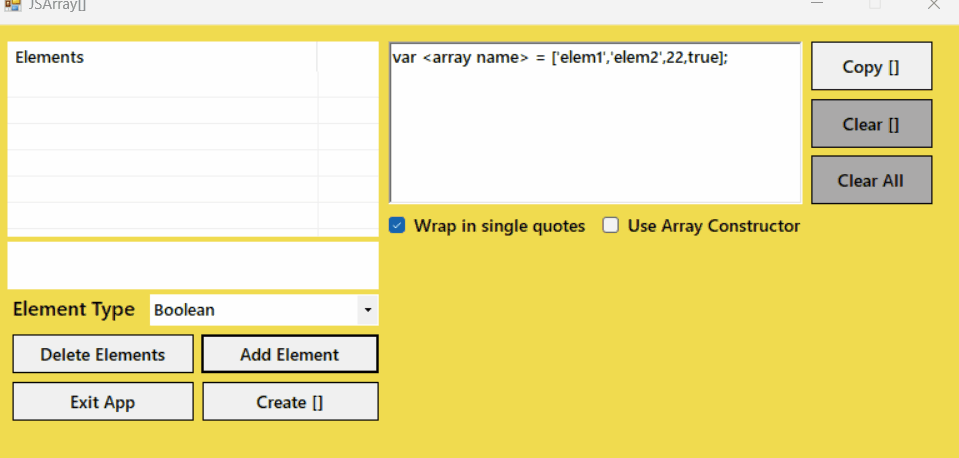 JSArray[]
Elements
var <array name> = ['elem1','elem2',22,true];
Copy []
Clear []
Clear All
Wrap in single quotes
Use Array Constructor
Element Type
Boolean
Delete Elements
Add Element
Exit App
Create []